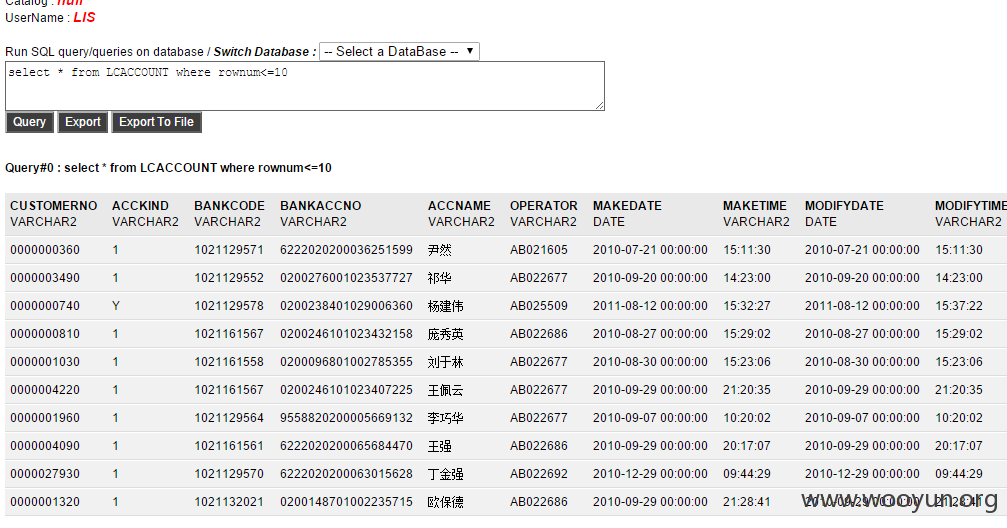 Catalog : null
UserName : LIS
Run SQL query/queries on database / Switch Database : -- Select a DataBase --
select * from LCACCOUNT where rownum<=10
Query Export Export To File
Query#0 : select * from LCACCOUNT where rownum<=10
CUSTOMERNO ACCKIND BANKCODE BANKACCNO ACCNAME OPERATOR MAKEDATE MAKETIME MODIFYDATE MODIFYTIME
VARCHAR2 VARCHAR2 VARCHAR2 VARCHAR2 VARCHAR2 VARCHAR2 DATE VARCHAR2 DATE VARCHAR2
0000000360 1 1021129571 6222020200036251599 尹然 AB021605 2010-07-21 00:00:00 15:11:30 2010-07-21 00:00:00 15:11:30
0000003490 1 1021129552 0200276001023537727 祁华 AB022677 2010-09-20 00:00:00 14:23:00 2010-09-20 00:00:00 14:23:00
0000000740 Y 1021129578 0200238401029006360 杨建伟 AB025509 2011-08-12 00:00:00 15:32:27 2011-08-12 00:00:00 15:37:22
0000000810 1 1021161567 0200246101023432158 庞秀英 AB022686 2010-08-27 00:00:00 15:29:02 2010-08-27 00:00:00 15:29:02
0000001030 1 1021161558 0200096801002785355 刘于林 AB022677 2010-08-30 00:00:00 15:23:06 2010-08-30 00:00:00 15:23:06
0000004220 1 1021161567 0200246101023407225 王佩云 AB022677 2010-09-29 00:00:00 21:20:35 2010-09-29 00:00:00 21:20:35
0000001960 1 1021129564 9558820200005669132 李巧华 AB022677 2010-09-07 00:00:00 10:20:02 2010-09-07 00:00:00 10:20:02
0000004090 1 1021161561 6222020200065684470 王强 AB022686 2010-09-29 00:00:00 20:17:07 2010-09-29 00:00:00 20:17:07
0000027930 1 1021129570 6222020200063015628 丁金强 AB022692 2010-12-29 00:00:00 09:44:29 2010-12-29 00:00:00 09:44:29
0000001320 1 1021132021 0200148701002235715 欧保德 AB022686 2010-09-29 00:00:00 21:28:41 2010-09-29 00:00:00 21:28:41
www.wooyun.org